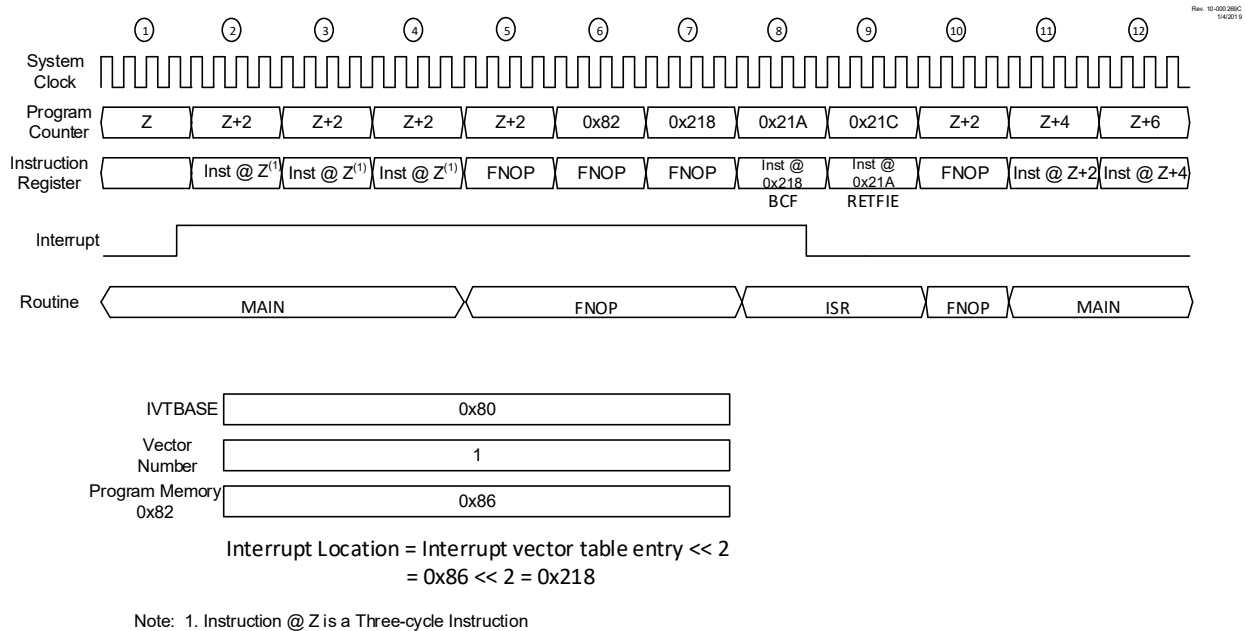 Rev. 10-000 269C
1/4/201 9
1 2 3 4 5 6 7 8 9 10 11 12
System
Clock
Program
Counter
Z Z+2 Z+2 Z+2 Z+2 0x82 0x218 0x21A 0x21C Z+2 Z+4 Z+6
Instruction
Register
Inst @ Z(1) Inst @ Z(1) Inst @ Z(1) FNOP FNOP FNOP Inst @ 0x218 Inst @ 0x21A FNOP Inst @ Z+2 Inst @ Z+4
BCF RETFIE
Interrupt
Routine MAIN FNOP ISR FNOP MAIN
IVTBASE 0x80
Vector
Number
1
Program Memory
0x82
0x86
Interrupt Location = Interrupt vector table entry << 2
= 0x86 << 2 = 0x218
Note: 1. Instruction @ Z is a Three-cycle Instruction